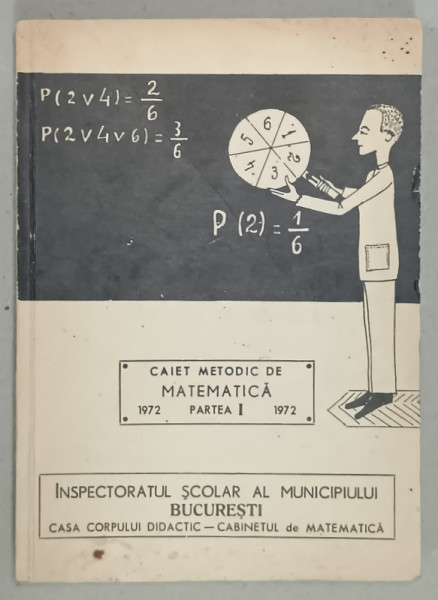 P(2∨4)=2/6
P(2∨4∨6)=3/6
6
1
2
3
4
5
P(2)=1/6
CAIET METODIC DE
MATEMATICĂ
1972 PARTEA I 1972
INSPECTORATUL ȘCOLAR AL MUNICIPIULUI
BUCUREȘTI
CASA CORPULUI DIDACTIC — CABINETUL de MATEMATICĂ